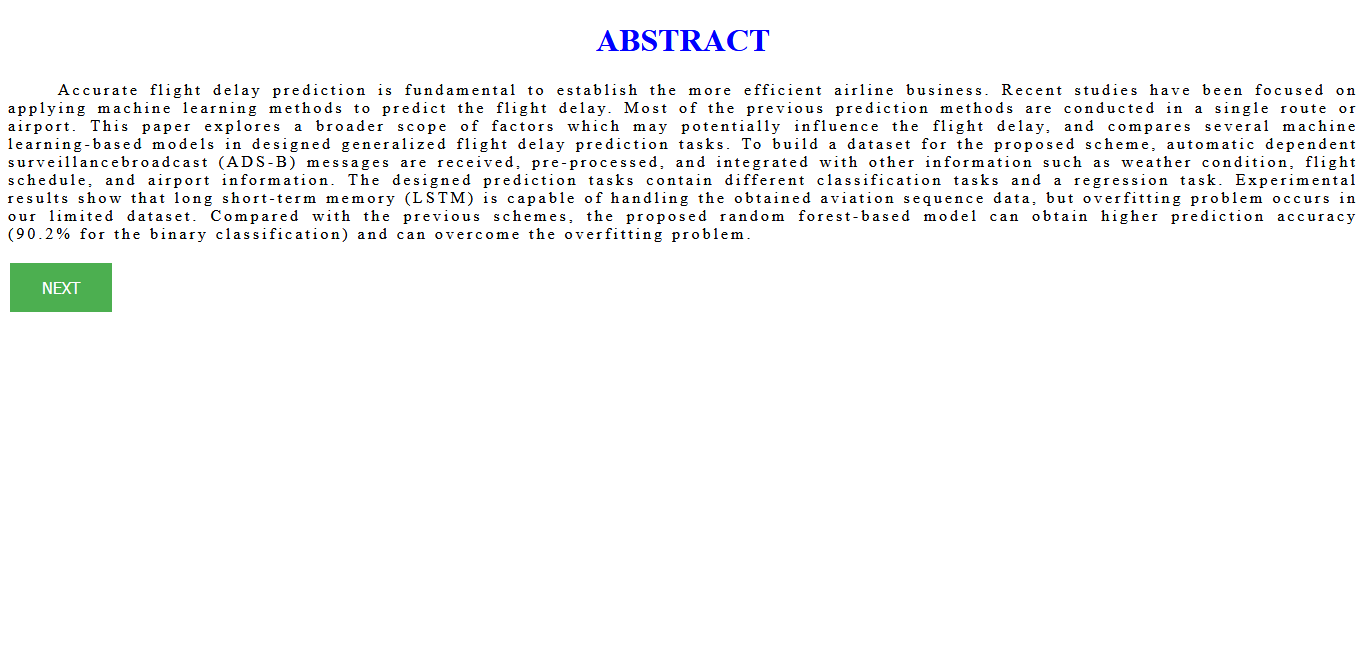 ABSTRACT
Accurate flight delay prediction is fundamental to establish the more efficient airline business. Recent studies have been focused on
applying machine learning methods to predict the flight delay. Most of the previous prediction methods are conducted in a single route or
airport. This paper explores a broader scope of factors which may potentially influence the flight delay, and compares several machine
learning-based models in designed generalized flight delay prediction tasks. To build a dataset for the proposed scheme, automatic dependent
surveillancebroadcast (ADS-B) messages are received, pre-processed, and integrated with other information such as weather condition, flight
schedule, and airport information. The designed prediction tasks contain different classification tasks and a regression task. Experimental
results show that long short-term memory (LSTM) is capable of handling the obtained aviation sequence data, but overfitting problem occurs in
our limited dataset. Compared with the previous schemes, the proposed random forest-based model can obtain higher prediction accuracy
(90.2% for the binary classification) and can overcome the overfitting problem.
NEXT